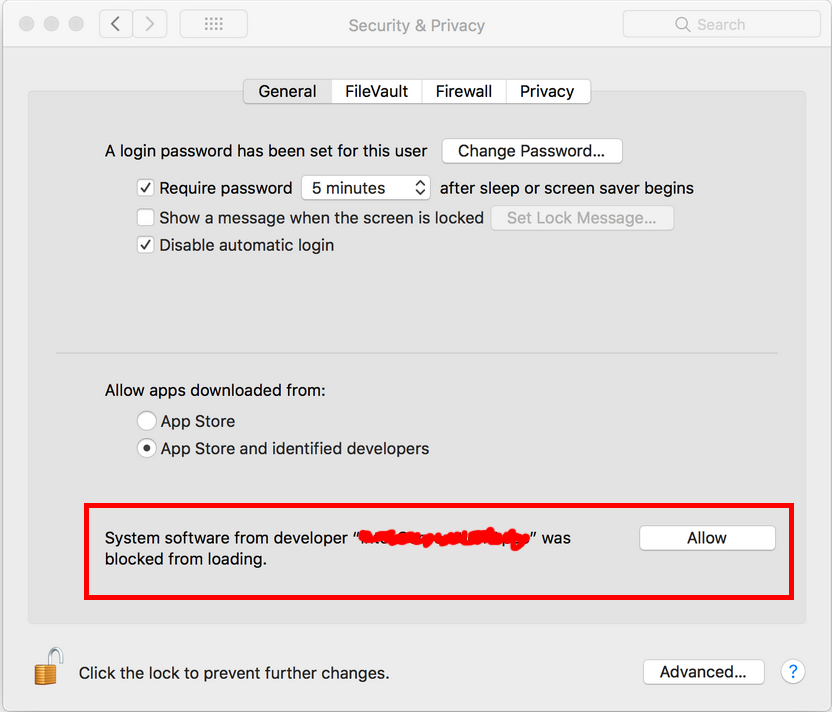 Security & Privacy
Search
General FileVault Firewall Privacy
A login password has been set for this user Change Password...
Require password 5 minutes after sleep or screen saver begins
Show a message when the screen is locked Set Lock Message...
Disable automatic login
Allow apps downloaded from:
App Store
App Store and identified developers
System software from developer “ ” was Allow
blocked from loading.
Click the lock to prevent further changes. Advanced... ?